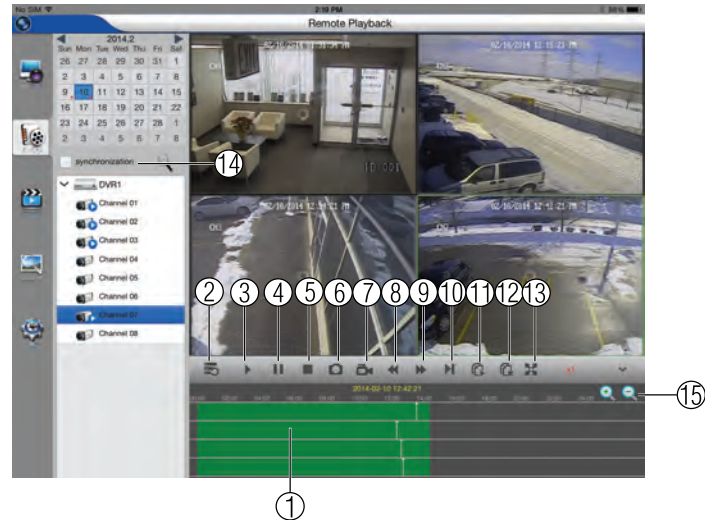 No SIM
2:19 PM
Remote Playback
2014,2
Sun Mon Tue Wed Thu Fri Sat
26 27 28 29 30 31 1
2 3 4 5 6 7 8
9 10 11 12 13 14 15
16 17 18 19 20 21 22
23 24 25 26 27 28 1
2 3 4 5 6 7 8
synchronization
14
DVR1
Channel 01
Channel 02
Channel 03
Channel 04
Channel 05
Channel 06
Channel 07
Channel 08
2 3 4 5 6 7 8 9 10 11 12 13
x1
2014-02-10 12:42:21
15
1